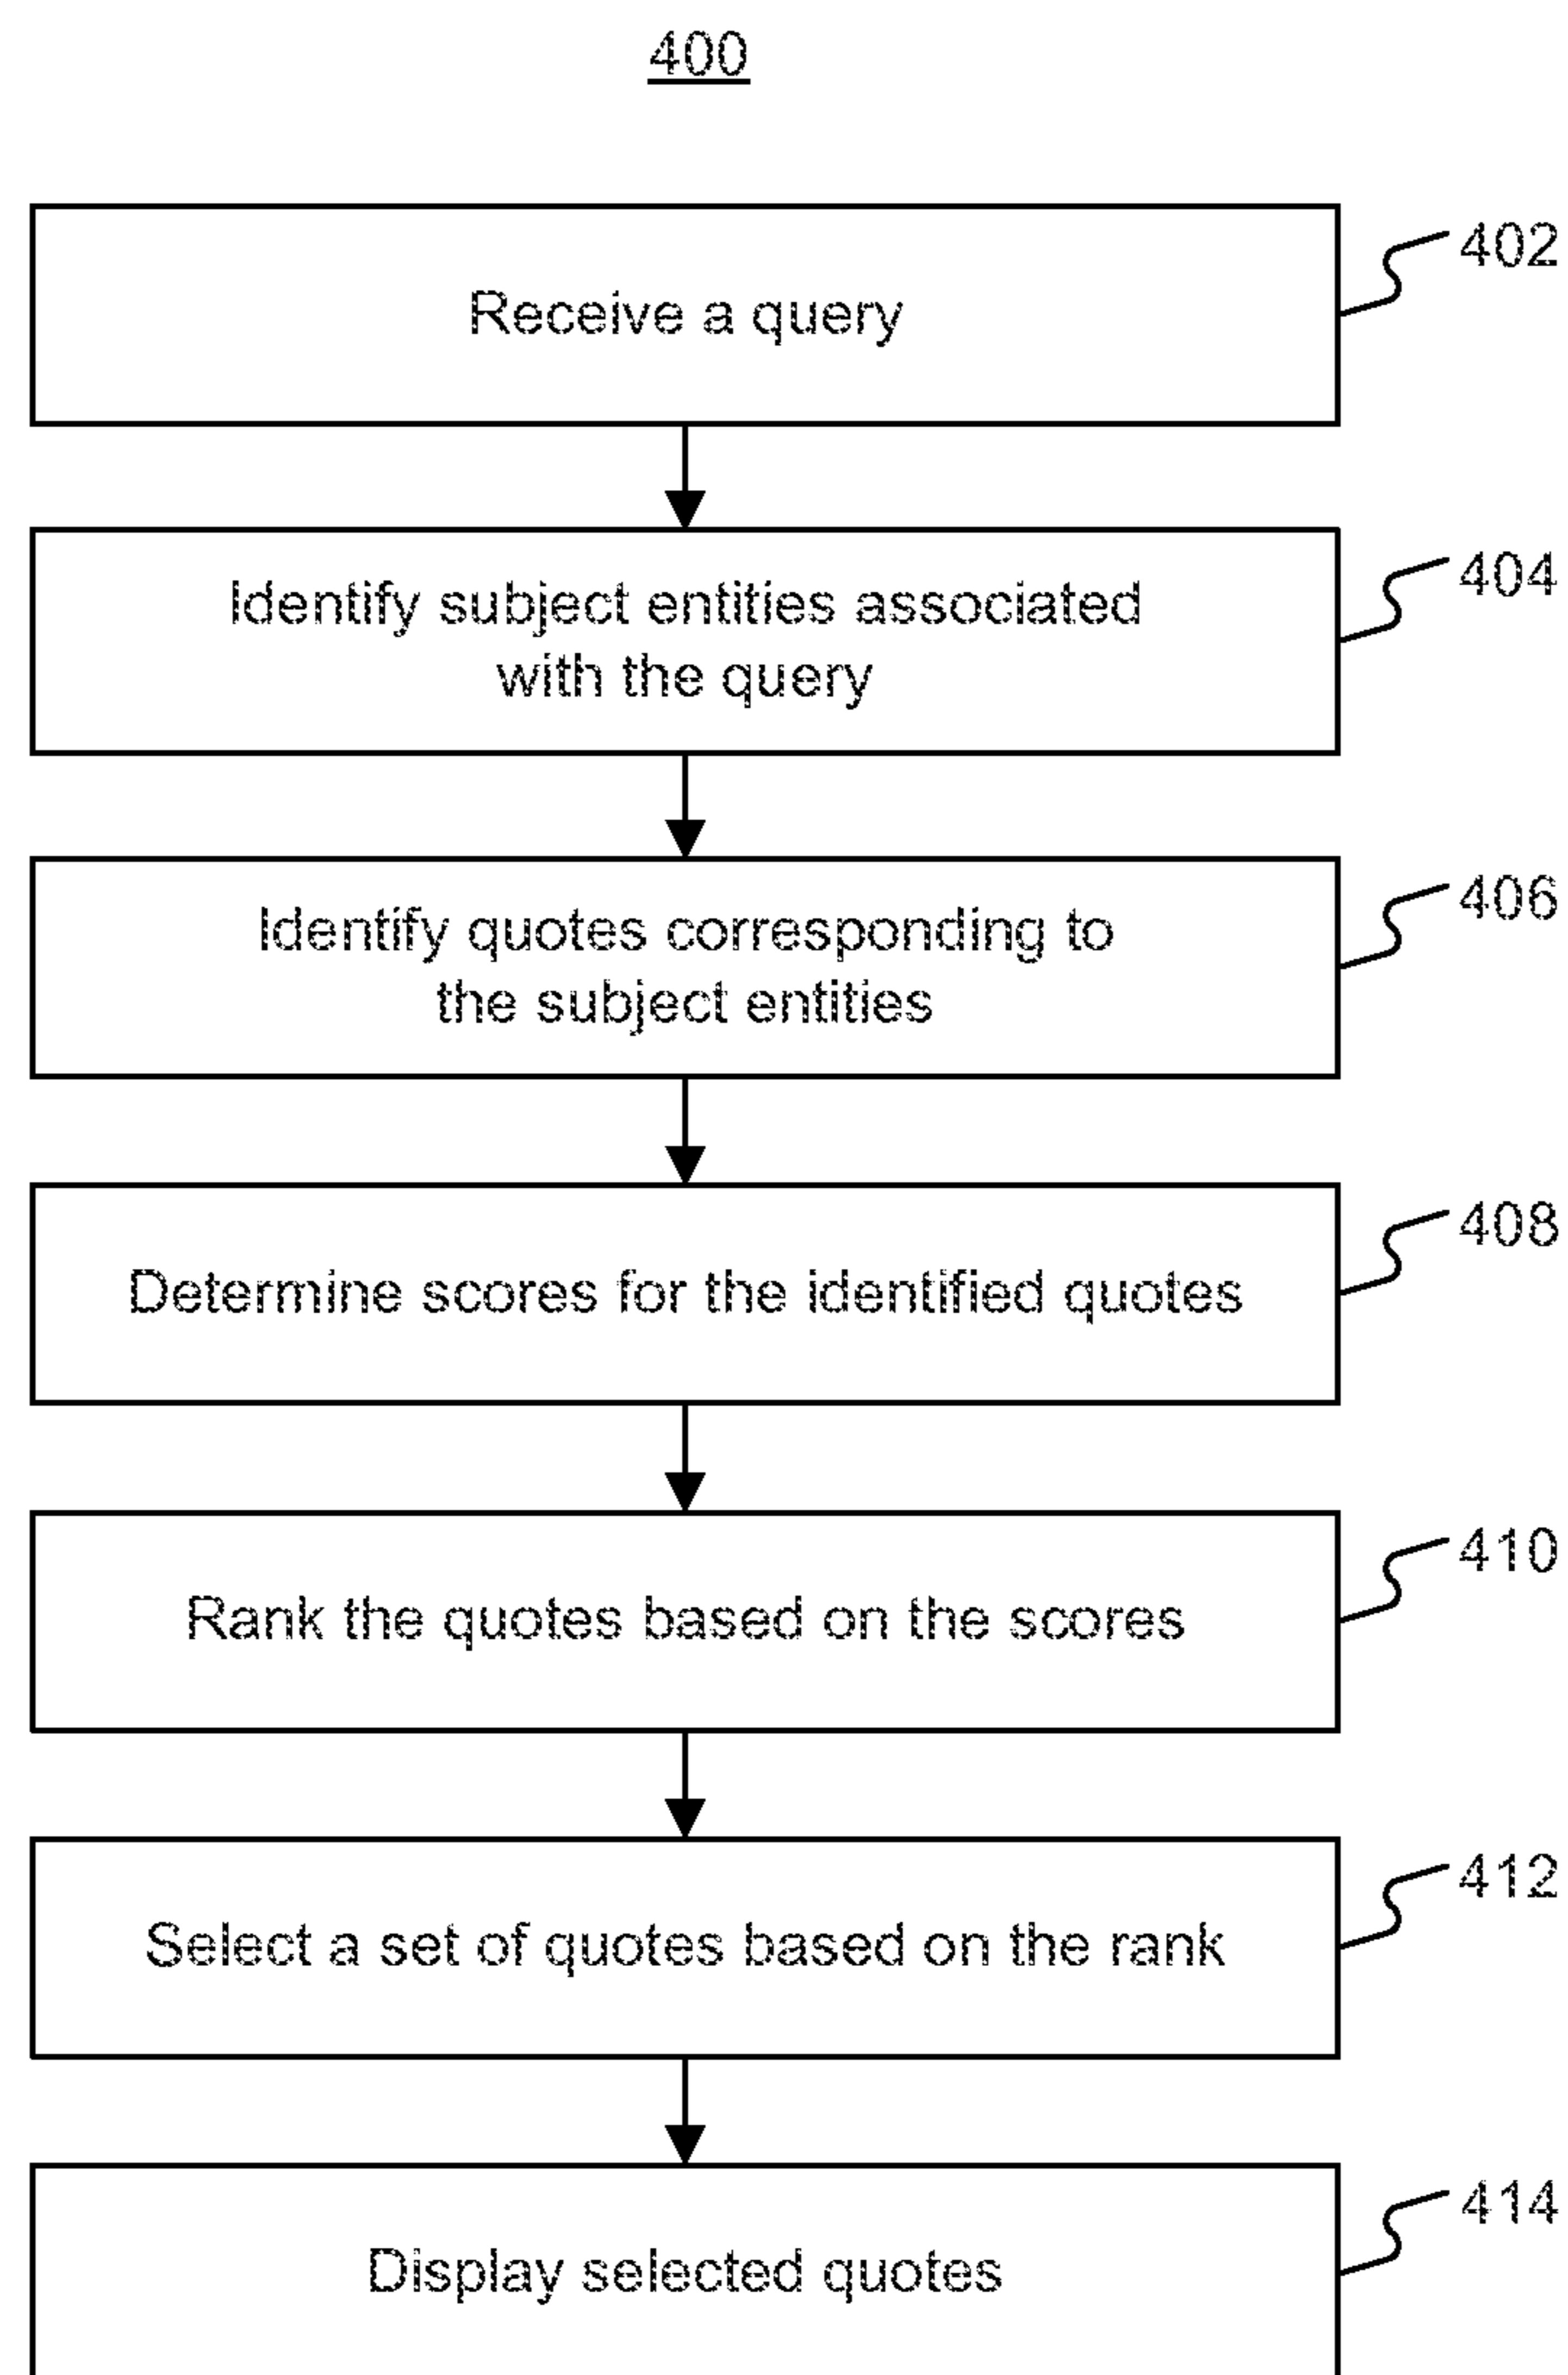 400
Receive a query
402
Identify subject entities associated
with the query
404
Identify quotes corresponding to
the subject entities
406
Determine scores for the identified quotes
408
Rank the quotes based on the scores
410
Select a set of quotes based on the rank
412
Display selected quotes
414